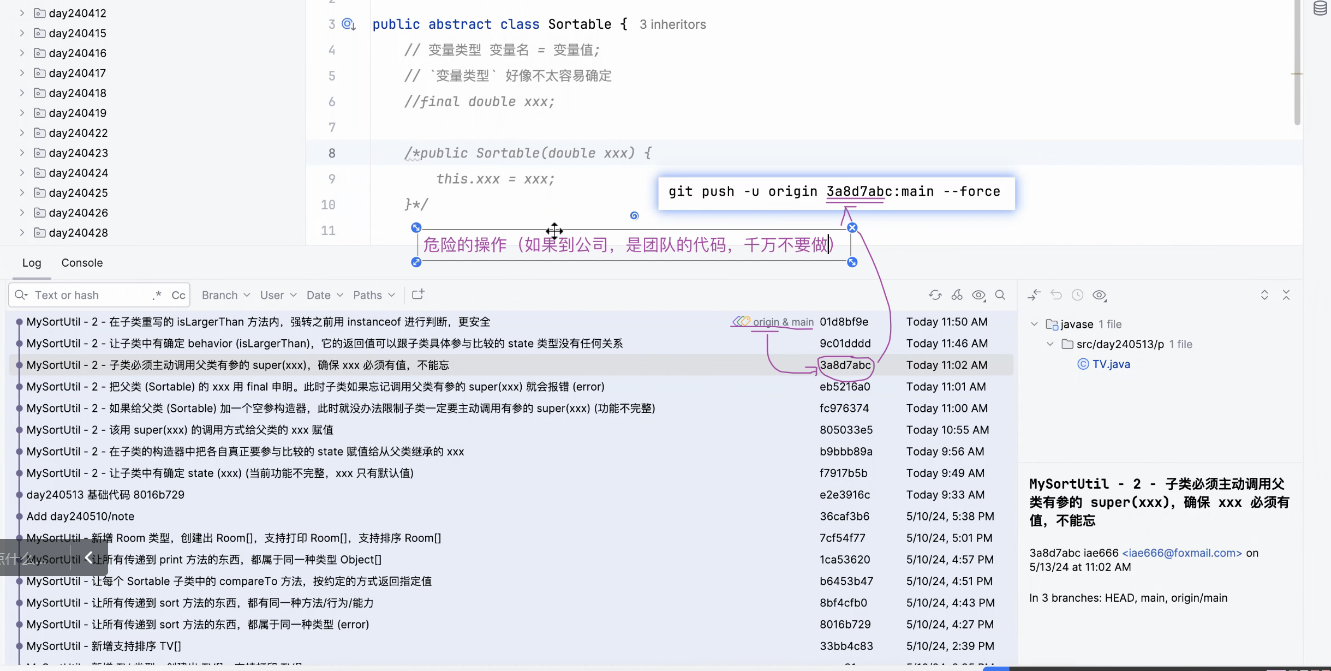 day240412
day240415
day240416
day240417
day240418
day240419
day240422
day240423
day240424
day240425
day240426
day240428
2
3 public abstract class Sortable { 3 inheritors
4 // 变量类型 变量名 = 变量值;
5 // `变量类型` 好像不太容易确定
6 //final double xxx;
7
8 /*public Sortable(double xxx) {
9 this.xxx = xxx;
10 }*/
11
git push -u origin 3a8d7abc:main --force
危险的操作（如果到公司，是团队的代码，千万不要做）
Log Console
Text or hash .* Cc Branch User Date Paths
MySortUtil - 2 - 在子类重写的 isLargerThan 方法内，强转之前用 instanceof 进行判断，更安全 origin & main 01d8bf9e Today 11:50 AM
MySortUtil - 2 - 让子类中有确定 behavior (isLargerThan)，它的返回值可以跟子类具体参与比较的 state 类型没有任何关系 9c01dddd Today 11:46 AM
MySortUtil - 2 - 子类必须主动调用父类有参的 super(xxx)，确保 xxx 必须有值，不能忘 3a8d7abc Today 11:02 AM
MySortUtil - 2 - 把父类 (Sortable) 的 xxx 用 final 申明。此时子类如果忘记调用父类有参的 super(xxx) 就会报错 (error) eb5216a0 Today 11:01 AM
MySortUtil - 2 - 如果给父类 (Sortable) 加一个空参构造器，此时就没办法限制子类一定要主动调用有参的 super(xxx) (功能不完整) fc976374 Today 11:00 AM
MySortUtil - 2 - 该用 super(xxx) 的调用方式给父类的 xxx 赋值 805033e5 Today 10:55 AM
MySortUtil - 2 - 在子类的构造器中把各自真正要参与比较的 state 赋值给从父类继承的 xxx b9bbb89a Today 9:56 AM
MySortUtil - 2 - 让子类中有确定 state (xxx) (当前功能不完整，xxx 只有默认值) f7917b5b Today 9:49 AM
day240513 基础代码 8016b729 e2e3916c Today 9:33 AM
Add day240510/note 36caf3b6 5/10/24, 5:38 PM
MySortUtil - 新增 Room 类型，创建出 Room[]，支持打印 Room[]，支持排序 Room[] 7cf54f77 5/10/24, 5:01 PM
MySortUtil - 让所有传递到 print 方法的东西，都属于同一种类型 Object[] 1ca53620 5/10/24, 4:57 PM
MySortUtil - 让每个 Sortable 子类中的 compareTo 方法，按约定的方式返回指定值 b6453b47 5/10/24, 4:51 PM
MySortUtil - 让所有传递到 sort 方法的东西，都有同一种方法/行为/能力 8bf4cfb0 5/10/24, 4:43 PM
MySortUtil - 让所有传递到 sort 方法的东西，都属于同一种类型 (error) 8016b729 5/10/24, 4:27 PM
MySortUtil - 新增支持排序 TV[] 33bb4c83 5/10/24, 2:39 PM
javase 1 file
src/day240513/p 1 file
TV.java
MySortUtil - 2 - 子类必须主动调用父
类有参的 super(xxx)，确保 xxx 必须有
值，不能忘
3a8d7abc iae666 <iae666@foxmail.com> on
5/13/24 at 11:02 AM
In 3 branches: HEAD, main, origin/main